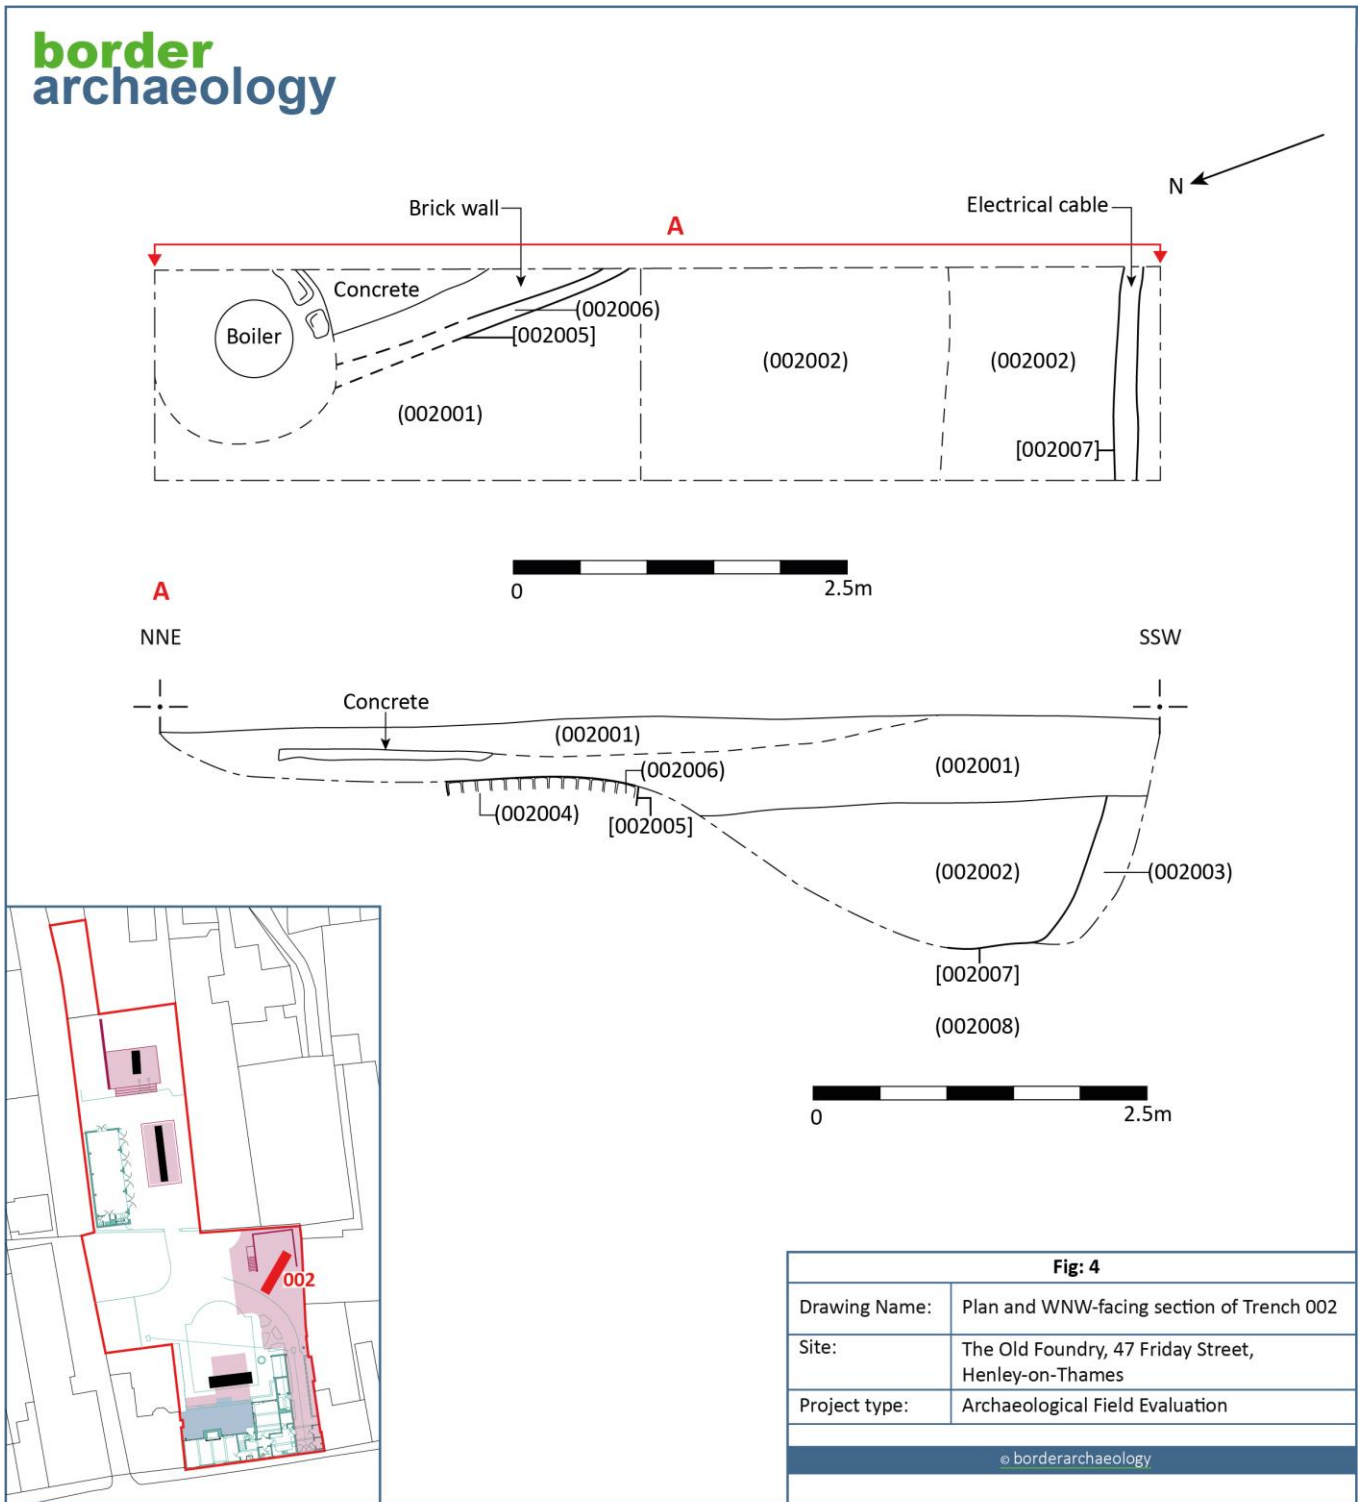 border
archaeology
N
Brick wall
Electrical cable
A
Concrete
(002006)
Boiler
[002005]
(002002)
(002002)
(002001)
[002007]
0
2.5m
A
NNE
SSW
Concrete
(002001)
(002006)
(002001)
(002004)
[002005]
(002002)
(002003)
[002007]
(002008)
0
2.5m
002
Fig: 4
Drawing Name:
Plan and WNW-facing section of Trench 002
Site:
The Old Foundry, 47 Friday Street,
Henley-on-Thames
Project type:
Archaeological Field Evaluation
© borderarchaeology